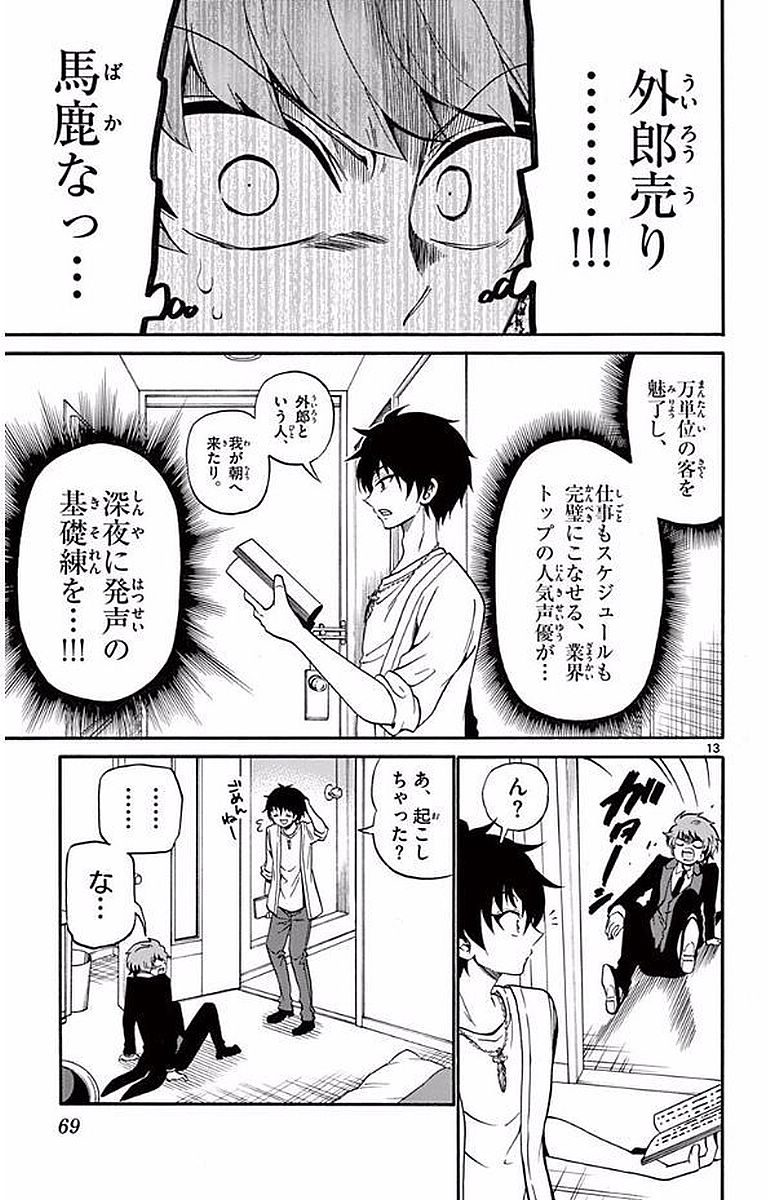 外郎売り
………!!!
馬鹿なっ…
万単位の客を
魅了し、
仕事もスケジュールも
完璧にこなせる、業界
トップの人気声優が…
外郎と
いう人、
我が朝へ
来たり。
深夜に発声の
基礎練を…!!!
13
ガター
ん?
あ、起こし
ちゃった?
ごめんねー
……
な…
69